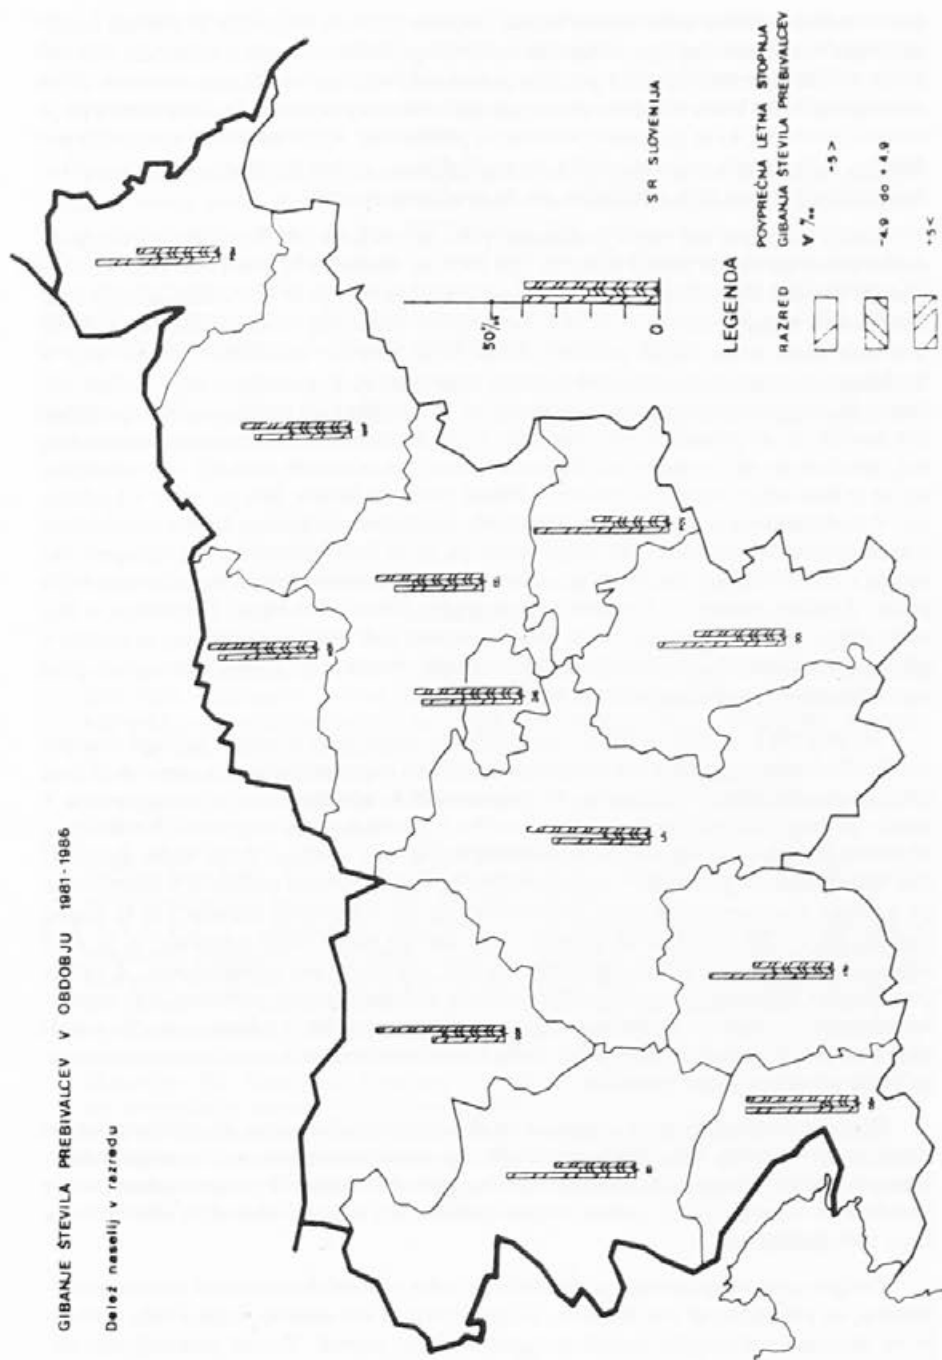 GIBANJE ŠTEVILA PREBIVALCEV V OBDOBJU 1981-1986
Delež naselij v razredu
50%
0
SR SLOVENIJA
LEGENDA
RAZRED POVPREČNA LETNA STOPNJA
GIBANJA ŠTEVILA PREBIVALCEV
V ‰
-5 >
-4.9 do +4.9
+5 <